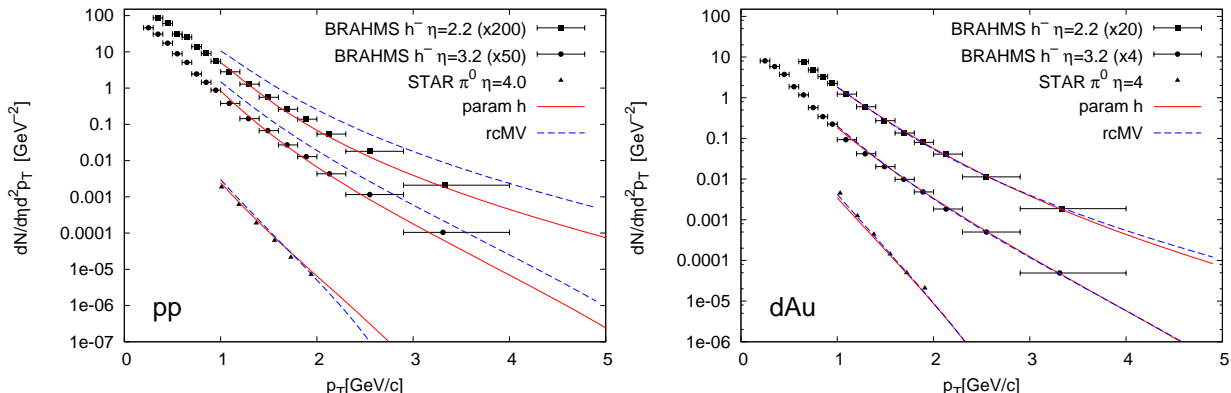 dN/dηd²p_T [GeV⁻²]
100
10
1
0.1
0.01
0.001
0.0001
1e-05
1e-06
1e-07
BRAHMS h⁻ η=2.2 (x200)
BRAHMS h⁻ η=3.2 (x50)
STAR π⁰ η=4.0
param h
rcMV
pp
0 1 2 3 4 5
p_T[GeV/c]
dN/dηd²p_T [GeV⁻²]
100
10
1
0.1
0.01
0.001
0.0001
1e-05
1e-06
BRAHMS h⁻ η=2.2 (x20)
BRAHMS h⁻ η=3.2 (x4)
STAR π⁰ η=4
param h
rcMV
dAu
0 1 2 3 4 5
p_T[GeV/c]